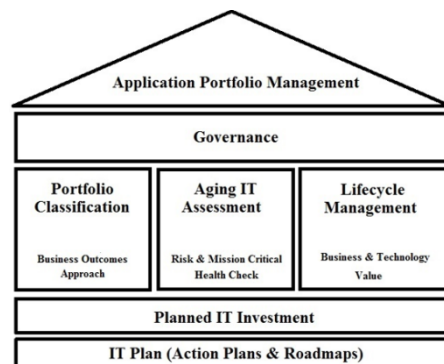 Application Portfolio Management
Governance
Portfolio
Classification
Business Outcomes
Approach
Aging IT
Assessment
Risk & Mission Critical
Health Check
Lifecycle
Management
Business & Technology
Value
Planned IT Investment
IT Plan (Action Plans & Roadmaps)